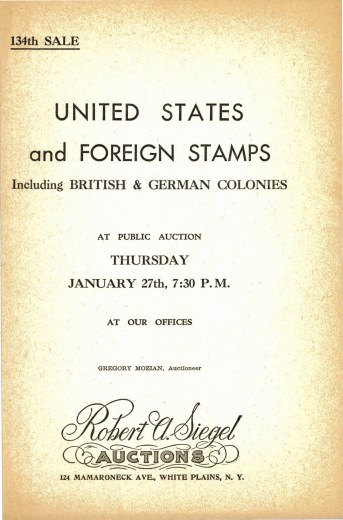 134th SALE
UNITED STATES
and FOREIGN STAMPS
Including BRITISH & GERMAN COLONIES
AT PUBLIC AUCTION
THURSDAY
JANUARY 27th, 7:30 P.M.
AT OUR OFFICES
GREGORY MOZIAN, Auctioneer
Robert A. Siegel
AUCTIONS
124 MAMARONECK AVE., WHITE PLAINS, N. Y.